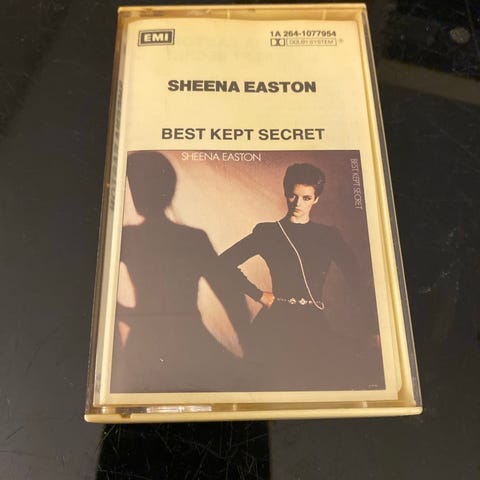 EMI
1A 264-1077954
DOLBY SYSTEM
SHEENA EASTON
BEST KEPT SECRET
SHEENA EASTON
BEST KEPT SECRET